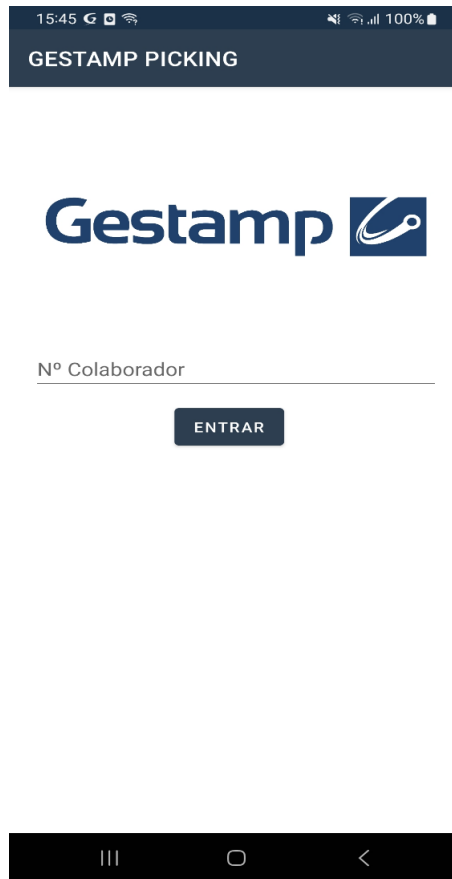 15:45 100%
GESTAMP PICKING
Gestamp
Nº Colaborador
ENTRAR